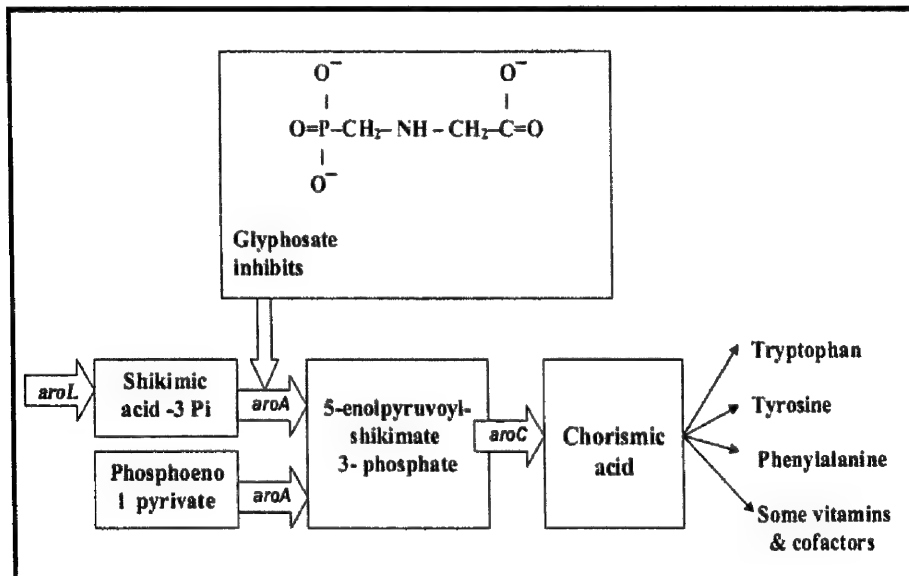 O⁻ O⁻
| |
O=P–CH₂– NH – CH₂–C=O
|
O⁻
Glyphosate
inhibits
aroL
Shikimic
acid -3 Pi
aroA
Phosphoeno
l pyrivate
aroA
5-enolpyruvoyl-
shikimate
3- phosphate
aroC
Chorismic
acid
Tryptophan
Tyrosine
Phenylalanine
Some vitamins
& cofactors